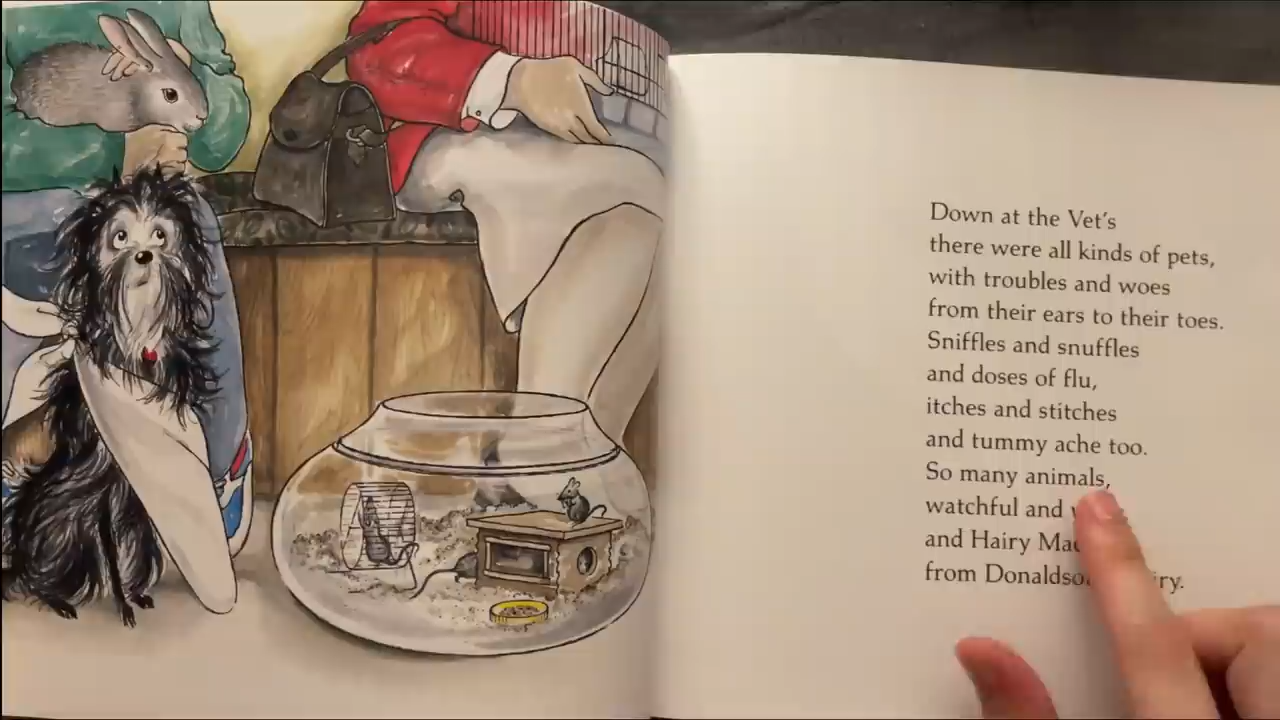 Down at the Vet's
there were all kinds of pets,
with troubles and woes
from their ears to their toes.
Sniffles and snuffles
and doses of flu,
itches and stitches
and tummy ache too.
So many animals,
watchful and
and Hairy
from